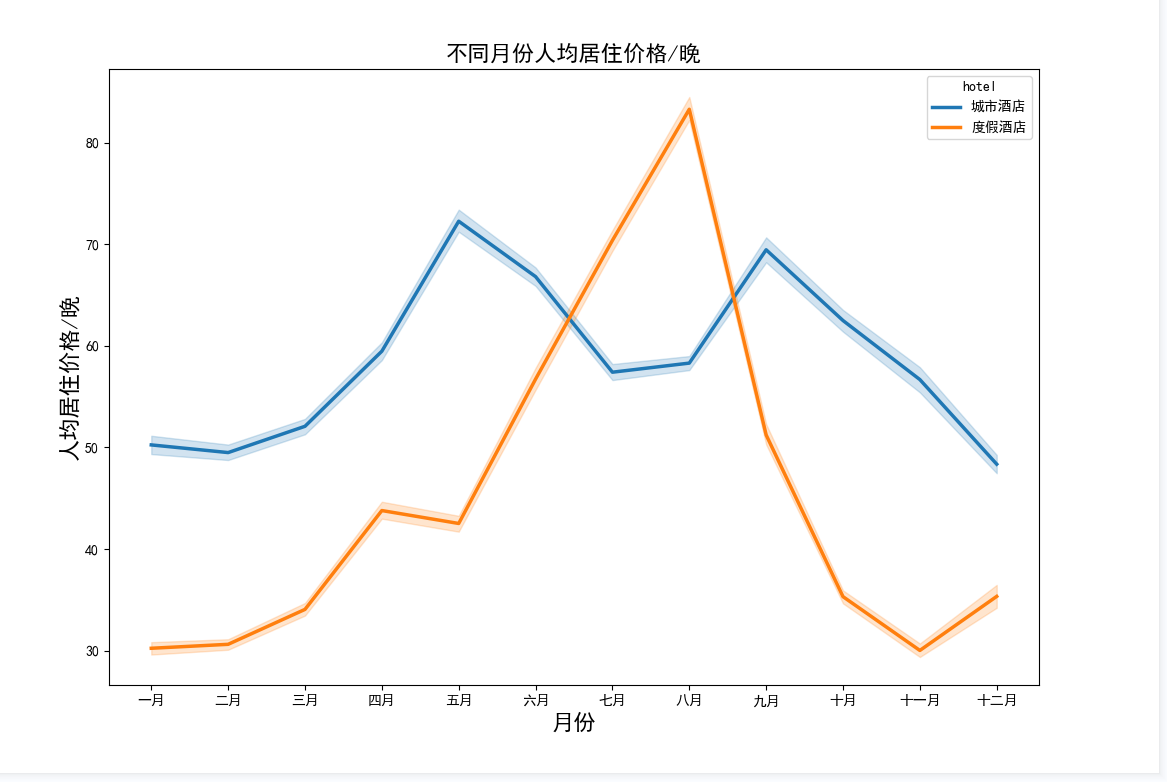 不同月份人均居住价格/晚
hotel
城市酒店
度假酒店
人均居住价格/晚
80
70
60
50
40
30
一月 二月 三月 四月 五月 六月 七月 八月 九月 十月 十一月 十二月
月份